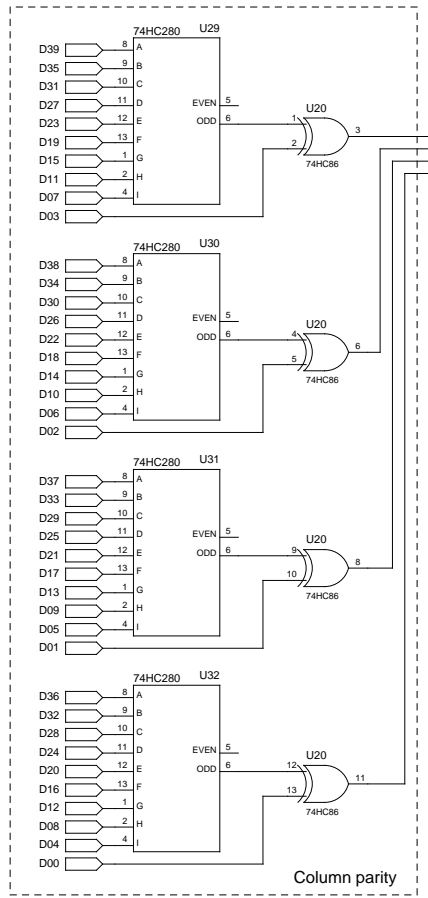 74HC280 U29
D39 8 A
D35 9 B
D31 10 C
D27 11 D EVEN 5
D23 12 E ODD 6 1 U20 3
D19 13 F
D15 1 G 2 74HC86
D11 2 H
D07 4 I
D03
74HC280 U30
D38 8 A
D34 9 B
D30 10 C
D26 11 D EVEN 5
D22 12 E ODD 6 4 U20 6
D18 13 F
D14 1 G 5 74HC86
D10 2 H
D06 4 I
D02
74HC280 U31
D37 8 A
D33 9 B
D29 10 C
D25 11 D EVEN 5
D21 12 E ODD 6 9 U20 8
D17 13 F
D13 1 G 10 74HC86
D09 2 H
D05 4 I
D01
74HC280 U32
D36 8 A
D32 9 B
D28 10 C
D24 11 D EVEN 5
D20 12 E ODD 6 12 U20 11
D16 13 F
D12 1 G 13 74HC86
D08 2 H
D04 4 I
D00
Column parity